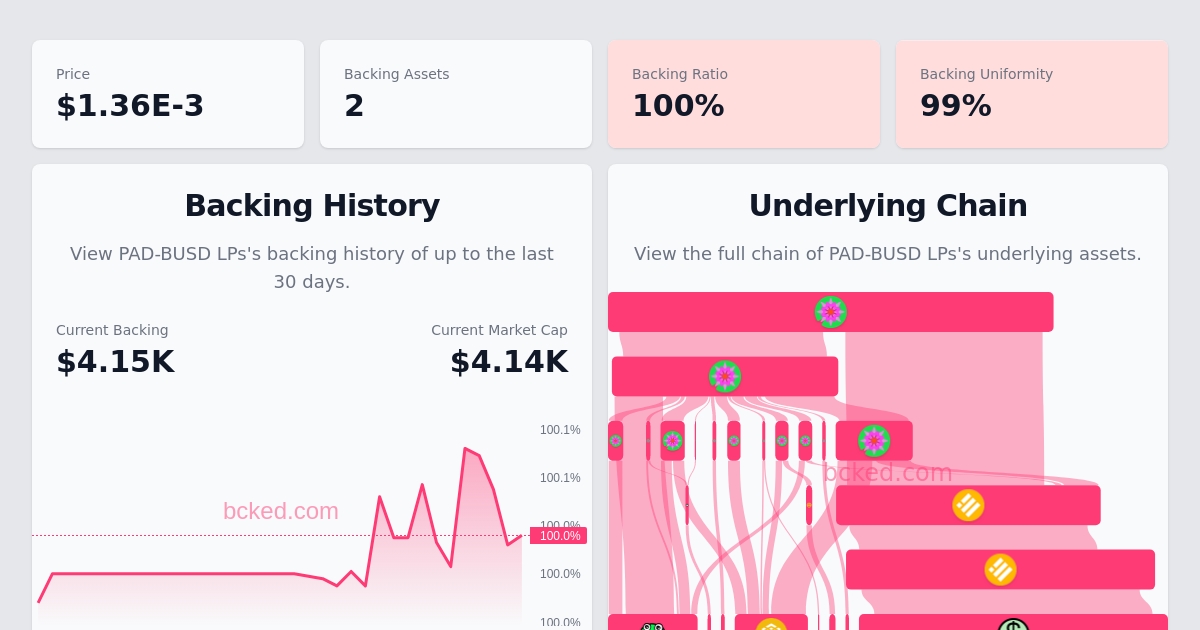 Price
$1.36E-3
Backing Assets
2
Backing Ratio
100%
Backing Uniformity
99%
Backing History
View PAD-BUSD LPs's backing history of up to the last
30 days.
Current Backing
$4.15K
Current Market Cap
$4.14K
100.1%
100.1%
100.0%
100.0%
100.0%
100.0%
bcked.com
Underlying Chain
View the full chain of PAD-BUSD LPs's underlying assets.
bcked.com